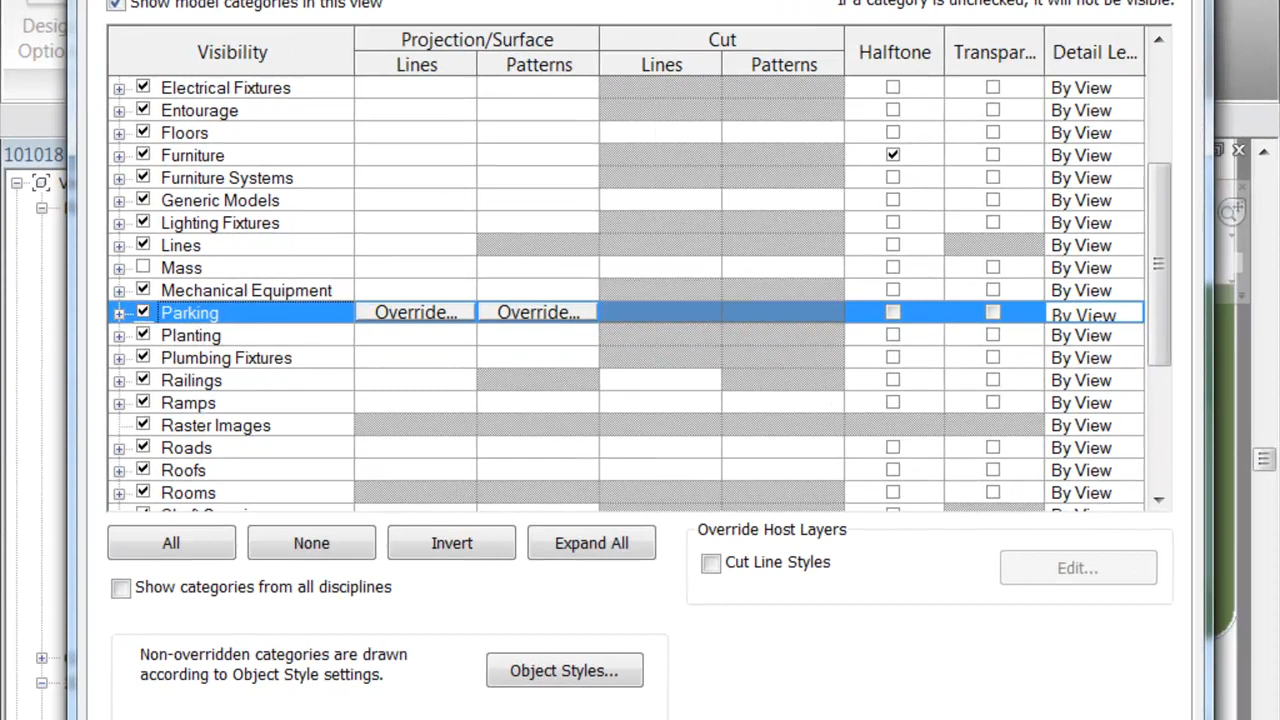 Show model categories in this view
If a category is unchecked, it will not be visible.
Desig
Optio
Visibility
Projection/Surface
Cut
Halftone
Transpar...
Detail Le...
Lines
Patterns
Lines
Patterns
Electrical Fixtures By View
Entourage By View
Floors By View
101018
Furniture By View
Furniture Systems By View
Generic Models By View
Lighting Fixtures By View
Lines By View
Mass By View
Mechanical Equipment By View
Parking Override... Override... By View
Planting By View
Plumbing Fixtures By View
Railings By View
Ramps By View
Raster Images By View
Roads By View
Roofs By View
Rooms By View
All
None
Invert
Expand All
Override Host Layers
Cut Line Styles
Edit...
Show categories from all disciplines
Non-overridden categories are drawn
according to Object Style settings.
Object Styles...